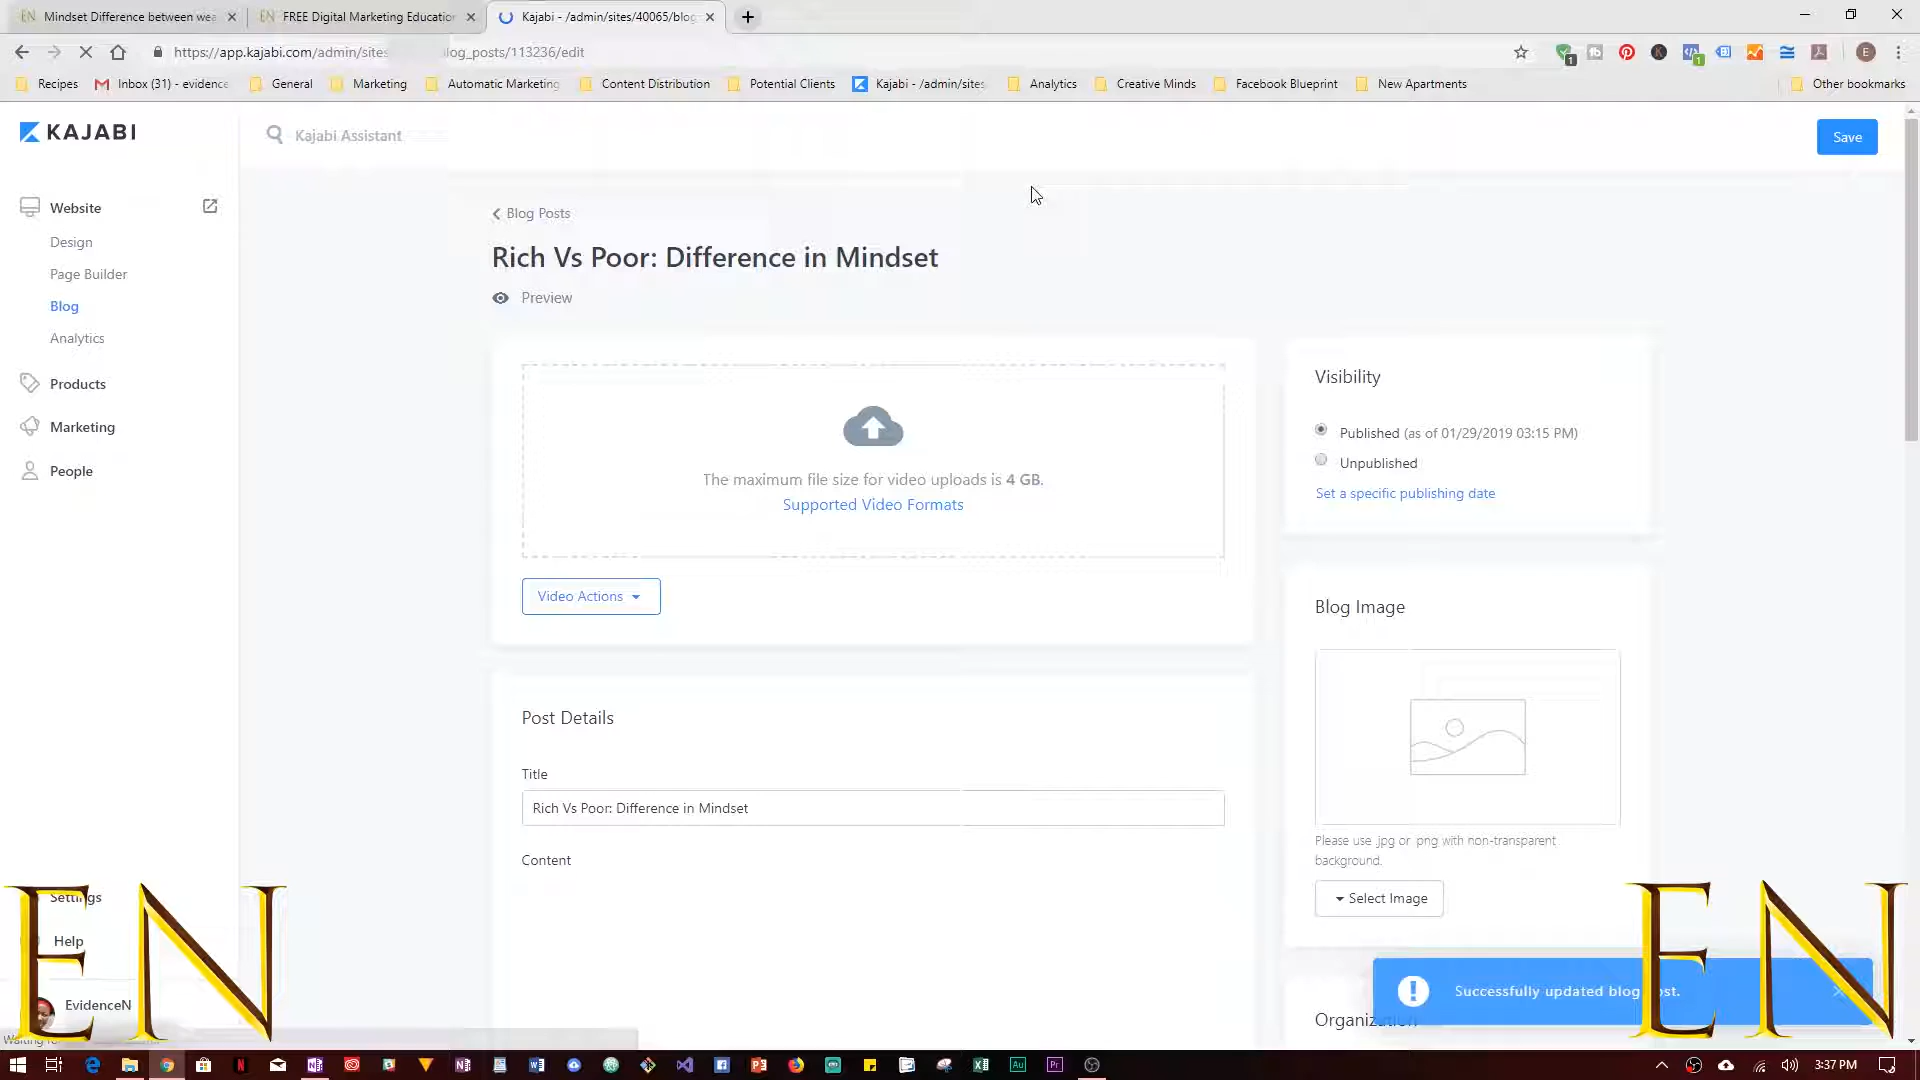 Mindset Difference between wea
FREE Digital Marketing Education
Kajabi - /admin/sites/40065/blog
https://app.kajabi.com/admin/sites
log_posts/113236/edit
Recipes
Inbox (31) - evidence
General
Marketing
Automatic Marketing
Content Distribution
Potential Clients
Kajabi - /admin/sites
Analytics
Creative Minds
Facebook Blueprint
New Apartments
Other bookmarks
KAJABI
Kajabi Assistant
Save
Website
Design
Page Builder
Blog
Analytics
Products
Marketing
People
Settings
Help
EvidenceN
Blog Posts
Rich Vs Poor: Difference in Mindset
Preview
The maximum file size for video uploads is 4 GB.
Supported Video Formats
Video Actions
Post Details
Title
Rich Vs Poor: Difference in Mindset
Content
Visibility
Published (as of 01/29/2019 03:15 PM)
Unpublished
Set a specific publishing date
Blog Image
Please use .jpg or .png with non-transparent
background.
Select Image
Organization
Successfully updated blog post.
EN
EN
3:37 PM